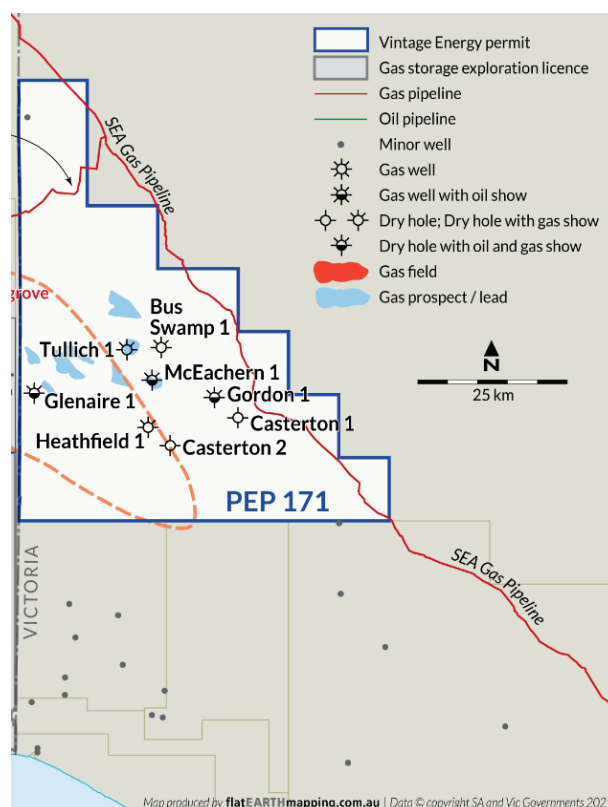 Vintage Energy permit
Gas storage exploration licence
Gas pipeline
Oil pipeline
Minor well
Gas well
Gas well with oil show
Dry hole; Dry hole with gas show
Dry hole with oil and gas show
Gas field
Gas prospect / lead
SEA Gas Pipeline
grove
Bus
Swamp 1
Tullich 1
McEachern 1
Glenaire 1
Gordon 1
Casterton 1
Heathfield 1
Casterton 2
N
25 km
PEP 171
VICTORIA
SEA Gas Pipeline
Map produced by flatEARTHmapping.com.au | Data © copyright SA and Vic Governments 202